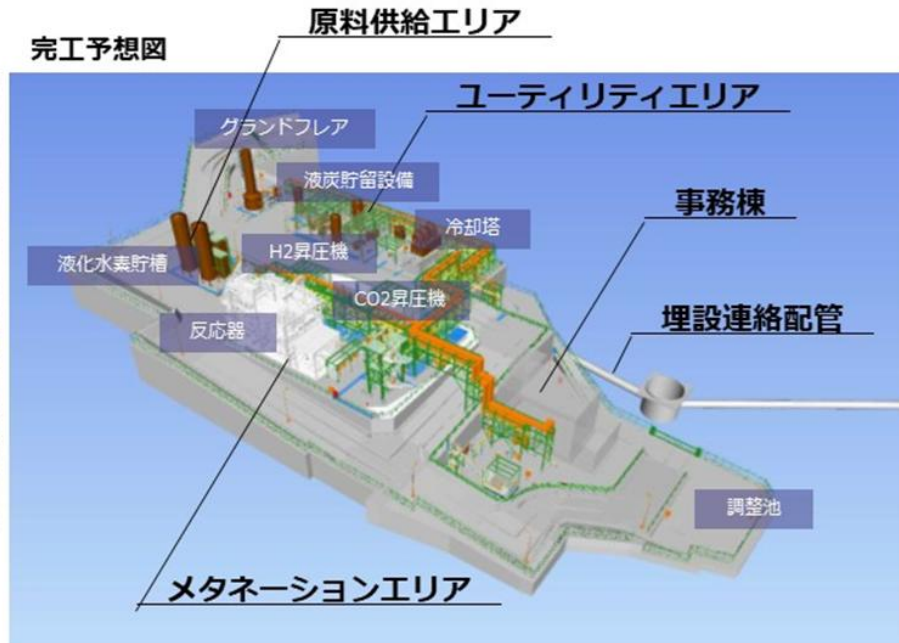 原料供給エリア
完工予想図
ユーティリティエリア
グランドフレア
液炭貯留設備
事務棟
冷却塔
H2昇圧機
液化水素貯槽
CO2昇圧機
埋設連絡配管
反応器
調整池
メタネーションエリア